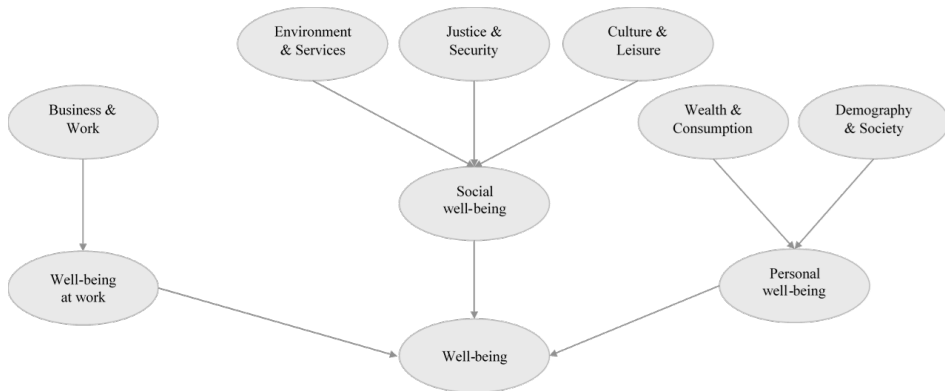 Environment
& Services
Justice &
Security
Culture &
Leisure
Business &
Work
Wealth &
Consumption
Demography
& Society
Social
well-being
Well-being
at work
Personal
well-being
Well-being